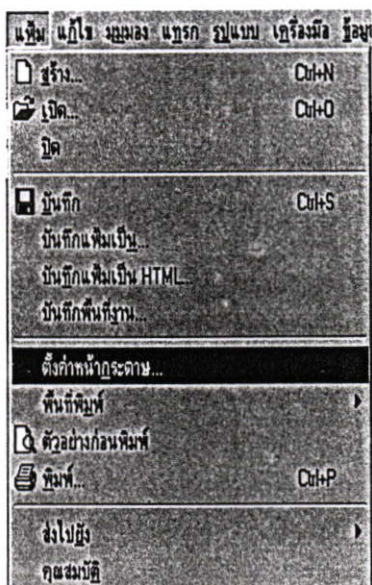 แฟ้ม แก้ไข มุมมอง แทรก รูปแบบ เครื่องมือ ข้อมูล
สร้าง... Ctrl+N
เปิด... Ctrl+O
ปิด
บันทึก Ctrl+S
บันทึกแฟ้มเป็น...
บันทึกแฟ้มเป็น HTML...
บันทึกพื้นที่งาน...
ตั้งค่าหน้ากระดาษ...
พื้นที่พิมพ์
ตัวอย่างก่อนพิมพ์
พิมพ์... Ctrl+P
ส่งไปยัง
คุณสมบัติ